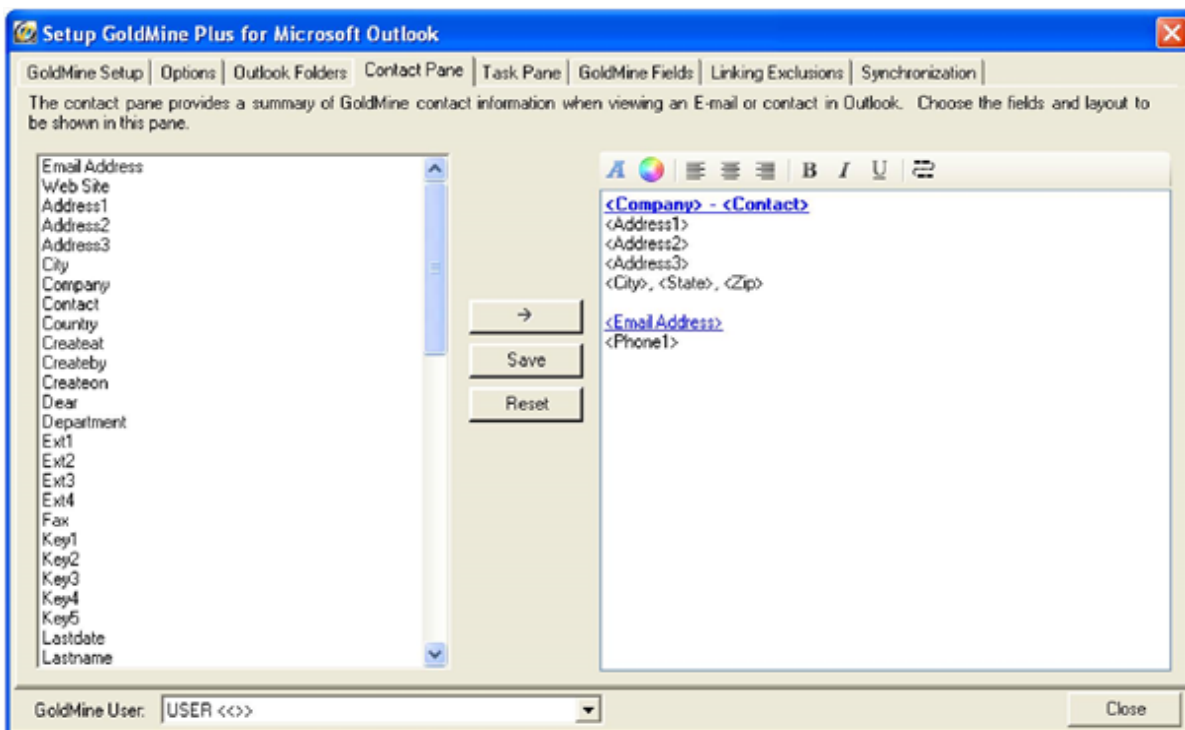 Setup GoldMine Plus for Microsoft Outlook
GoldMine Setup Options Outlook Folders Contact Pane Task Pane GoldMine Fields Linking Exclusions Synchronization
The contact pane provides a summary of GoldMine contact information when viewing an E-mail or contact in Outlook. Choose the fields and layout to
be shown in this pane.
Email Address
Web Site
Address1
Address2
Address3
City
Company
Contact
Country
Createat
Createby
Createon
Dear
Department
Ext1
Ext2
Ext3
Ext4
Fax
Key1
Key2
Key3
Key4
Key5
Lastdate
Lastname
→
Save
Reset
A B I U
<Company> - <Contact>
<Address1>
<Address2>
<Address3>
<City>, <State>, <Zip>
<Email Address>
<Phone1>
GoldMine User: USER <<>>
Close